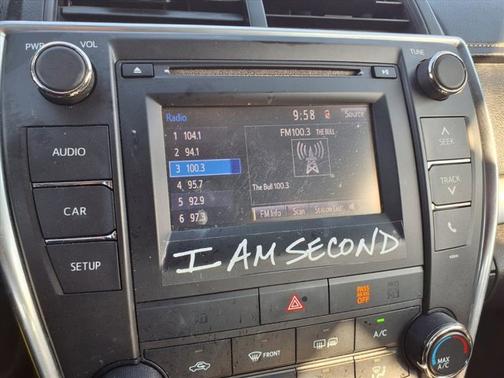 PWR VOL
TUNE
Radio 9:58 Source
FM100.3 THE BULL
1 104.1
2 94.1
3 100.3
4 95.7
5 92.9
6 97.3
The Bull 100.3
FM Info Scan Station List
AUDIO
CAR
SETUP
SEEK
TRACK
I AM SECOND
PASS
AIR BAG
OFF
FRONT
A/C
MAX
A/C